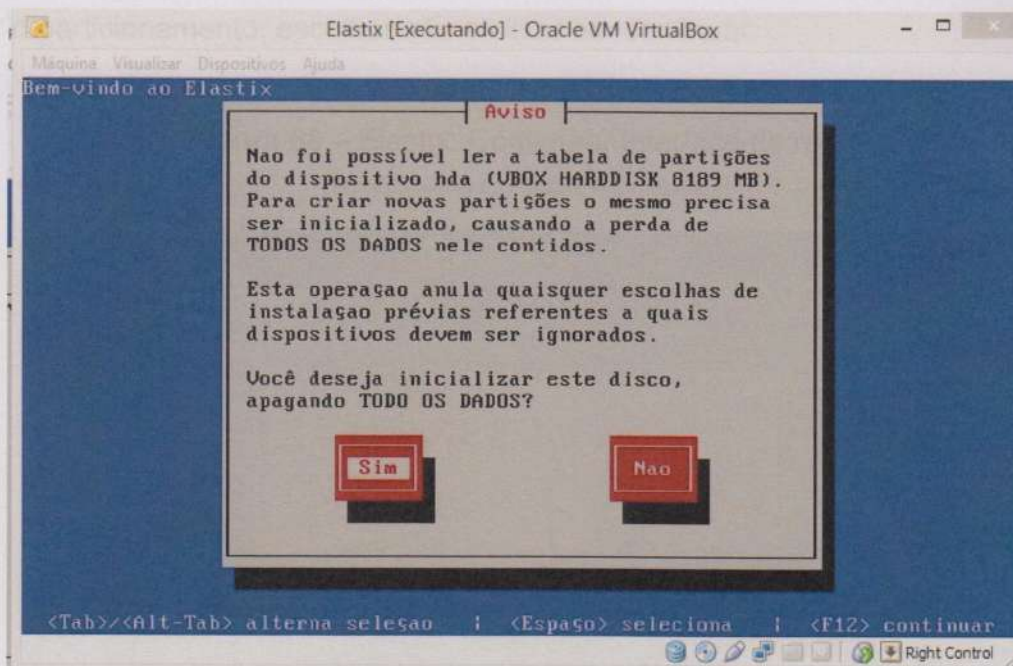 Elastix [Executando] - Oracle VM VirtualBox
Máquina Visualizar Dispositivos Ajuda
Bem-vindo ao Elastix
Aviso
Nao foi possível ler a tabela de partições
do dispositivo hda (VBOX HARDDISK 8189 MB).
Para criar novas partições o mesmo precisa
ser inicializado, causando a perda de
TODOS OS DADOS nele contidos.
Esta operaçao anula quaisquer escolhas de
instalaçao prévias referentes a quais
dispositivos devem ser ignorados.
Você deseja inicializar este disco,
apagando TODO OS DADOS?
Sim Nao
<Tab>/<Alt-Tab> alterna seleçao | <Espaço> seleciona | <F12> continuar
Right Control